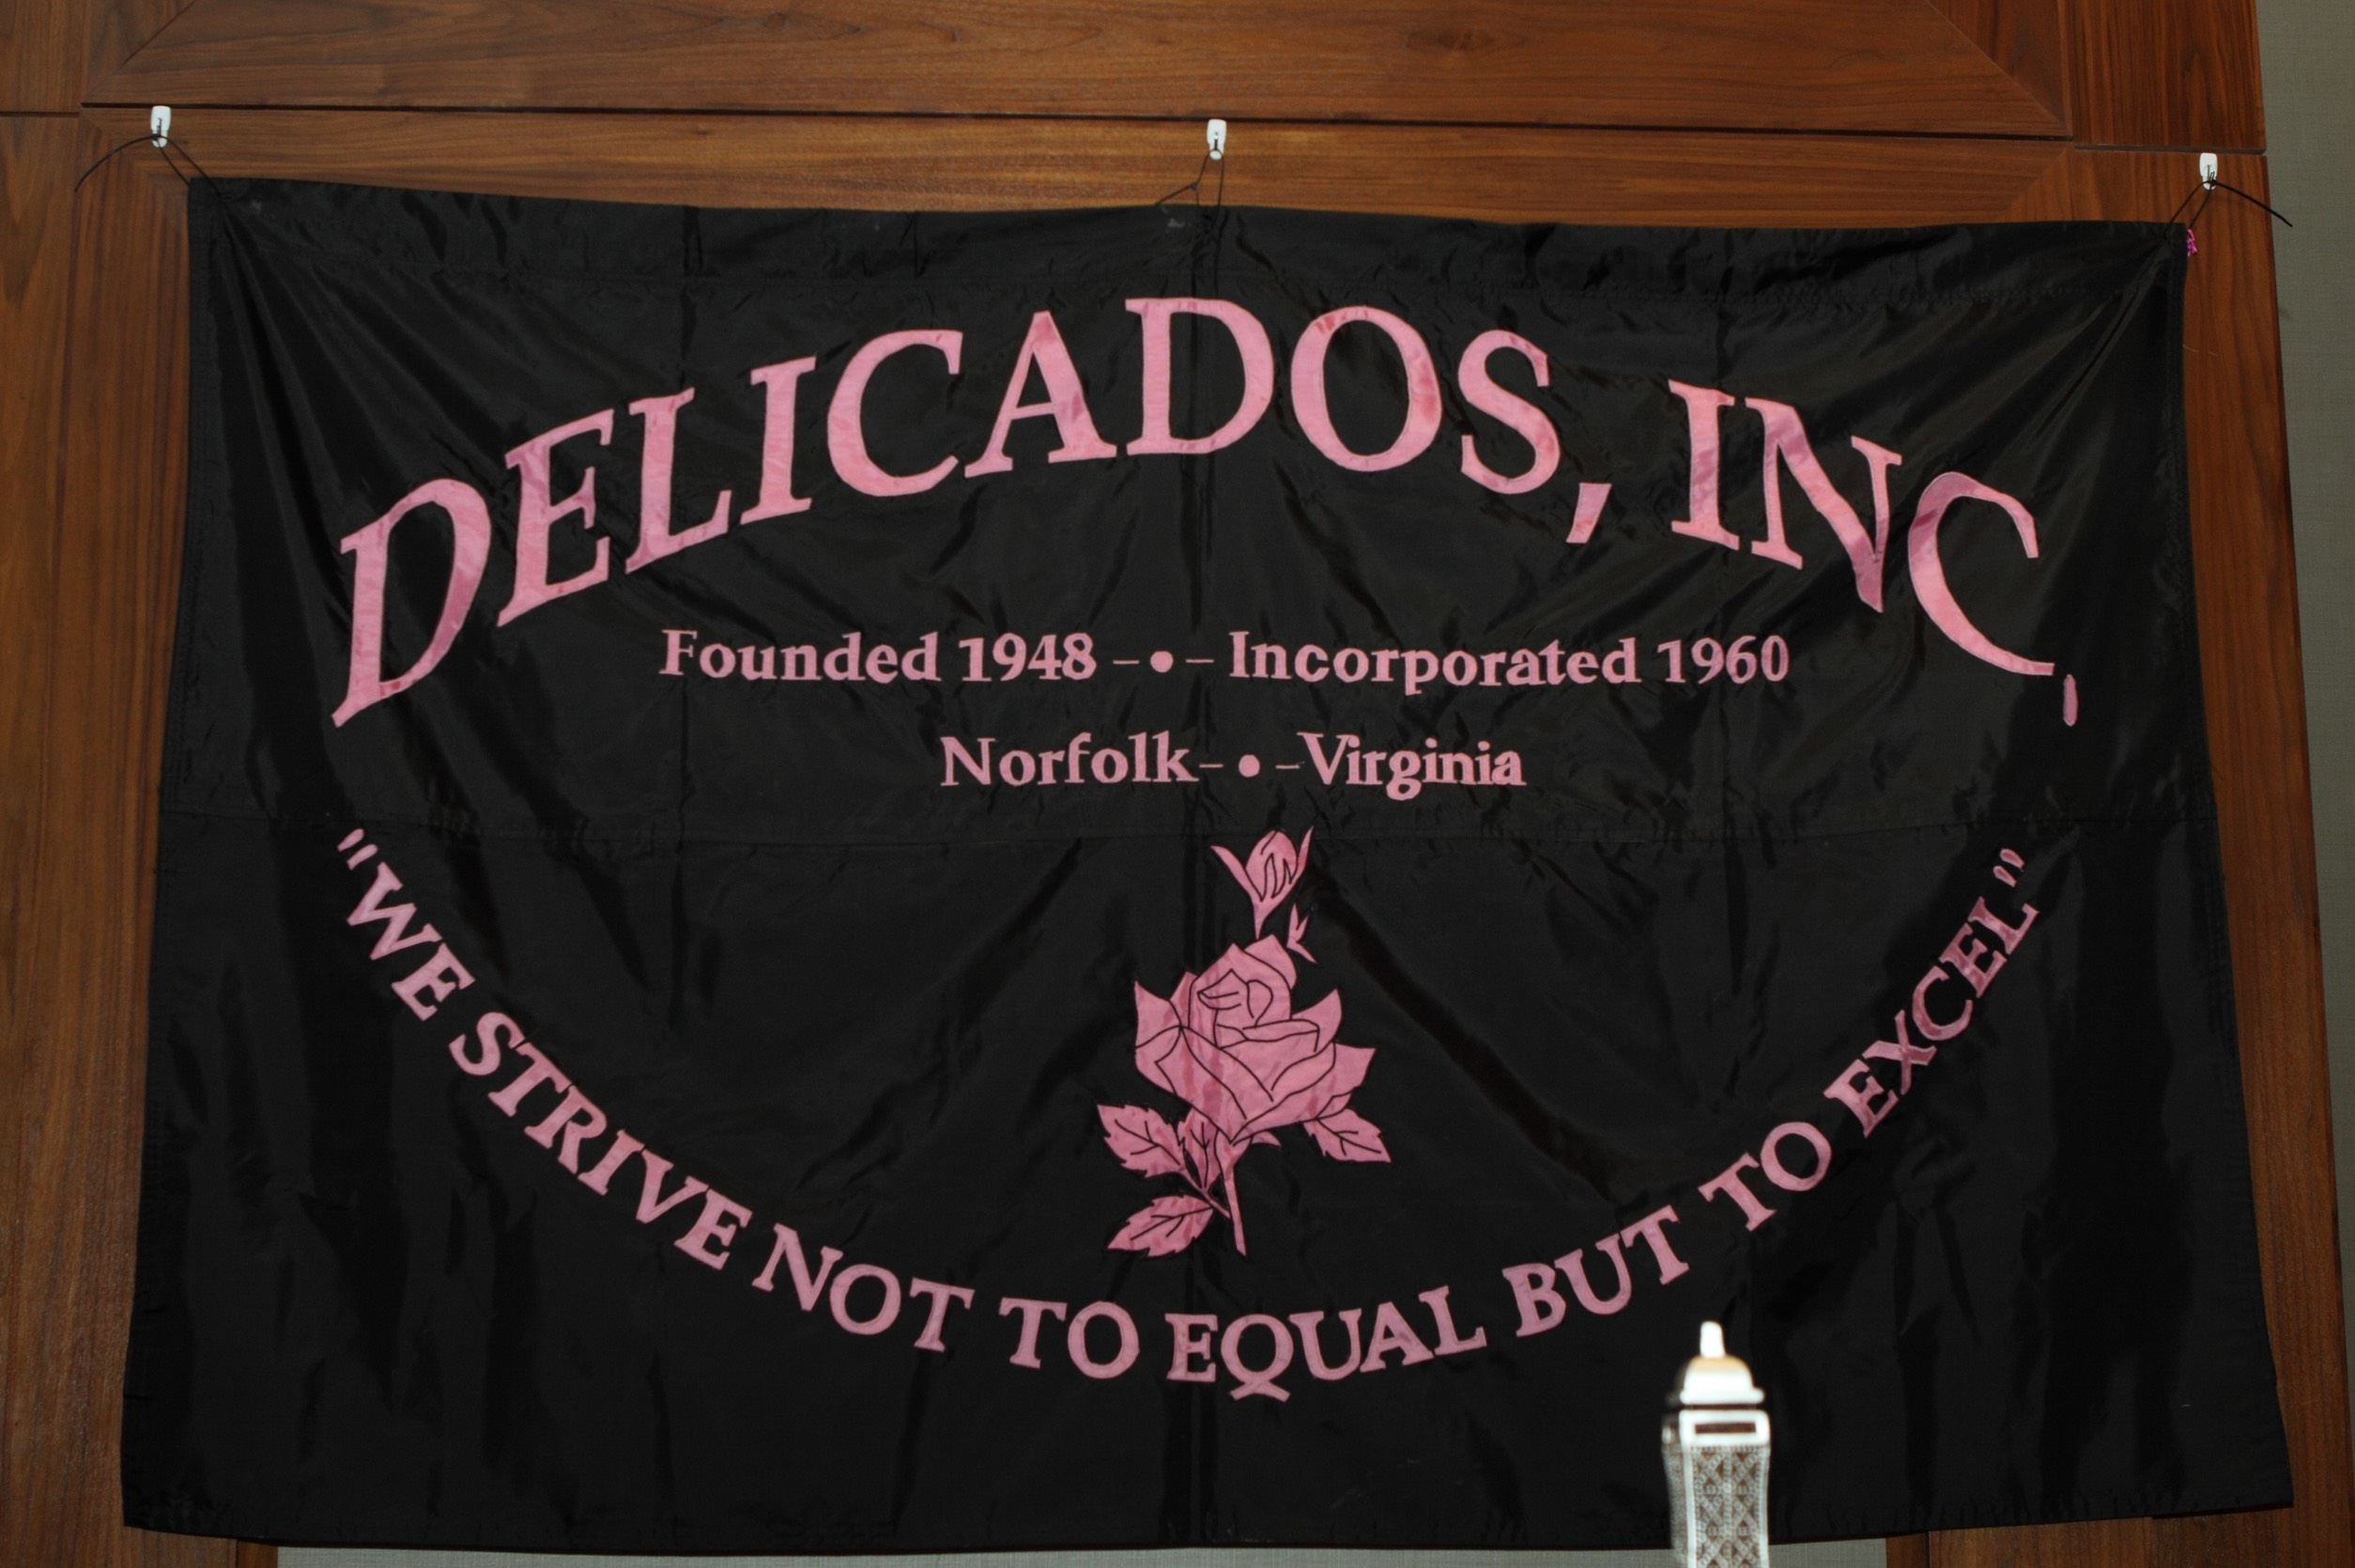 DELICADOS, INC.
Founded 1948 -•- Incorporated 1960
Norfolk-•-Virginia
"WE STRIVE NOT TO EQUAL BUT TO EXCEL"